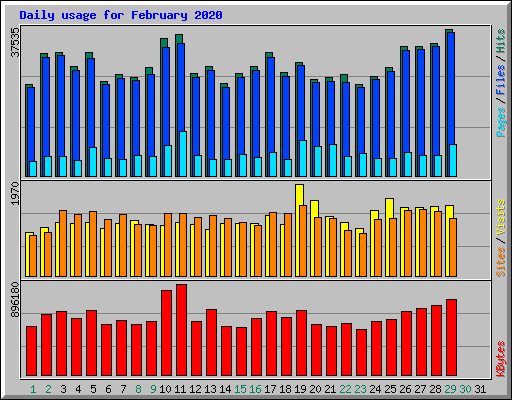 Daily usage for February 2020
37535
Pages / Files / Hits
1970
Sites / Visits
896180
KBytes
1 2 3 4 5 6 7 8 9 10 11 12 13 14 15 16 17 18 19 20 21 22 23 24 25 26 27 28 29 30 31